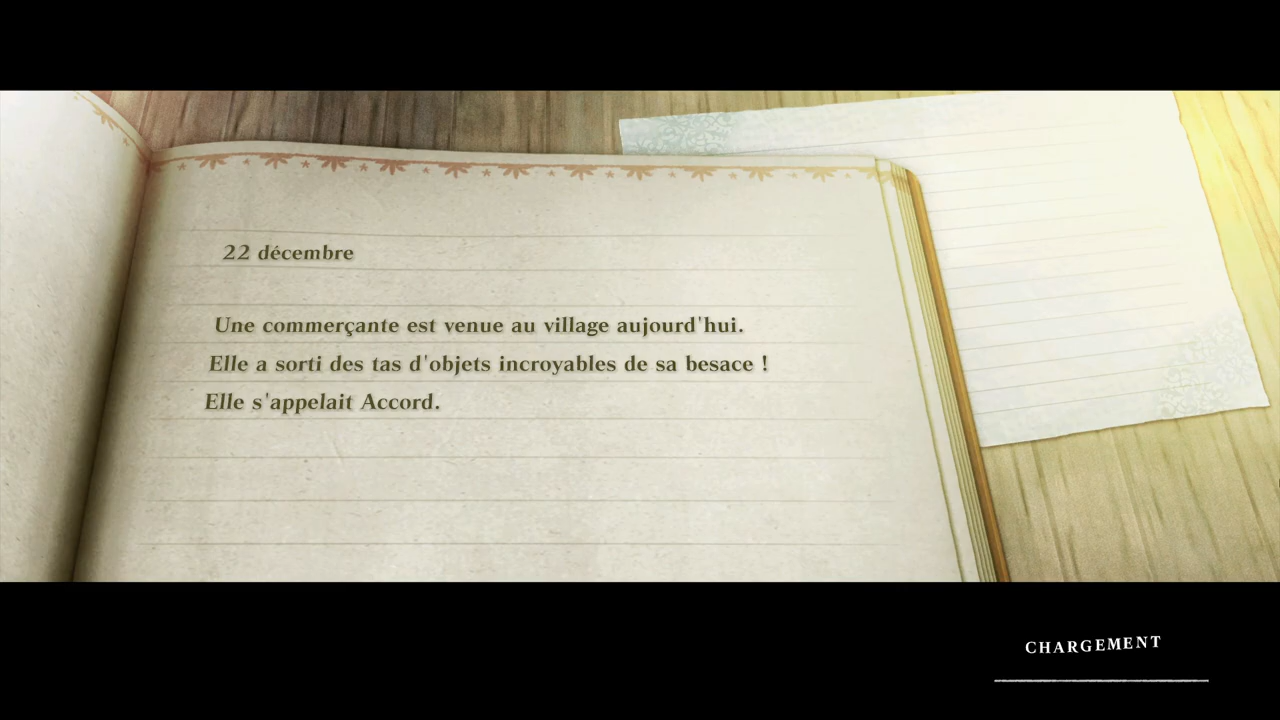 22 décembre
Une commerçante est venue au village aujourd'hui.
Elle a sorti des tas d'objets incroyables de sa besace !
Elle s'appelait Accord.
CHARGEMENT